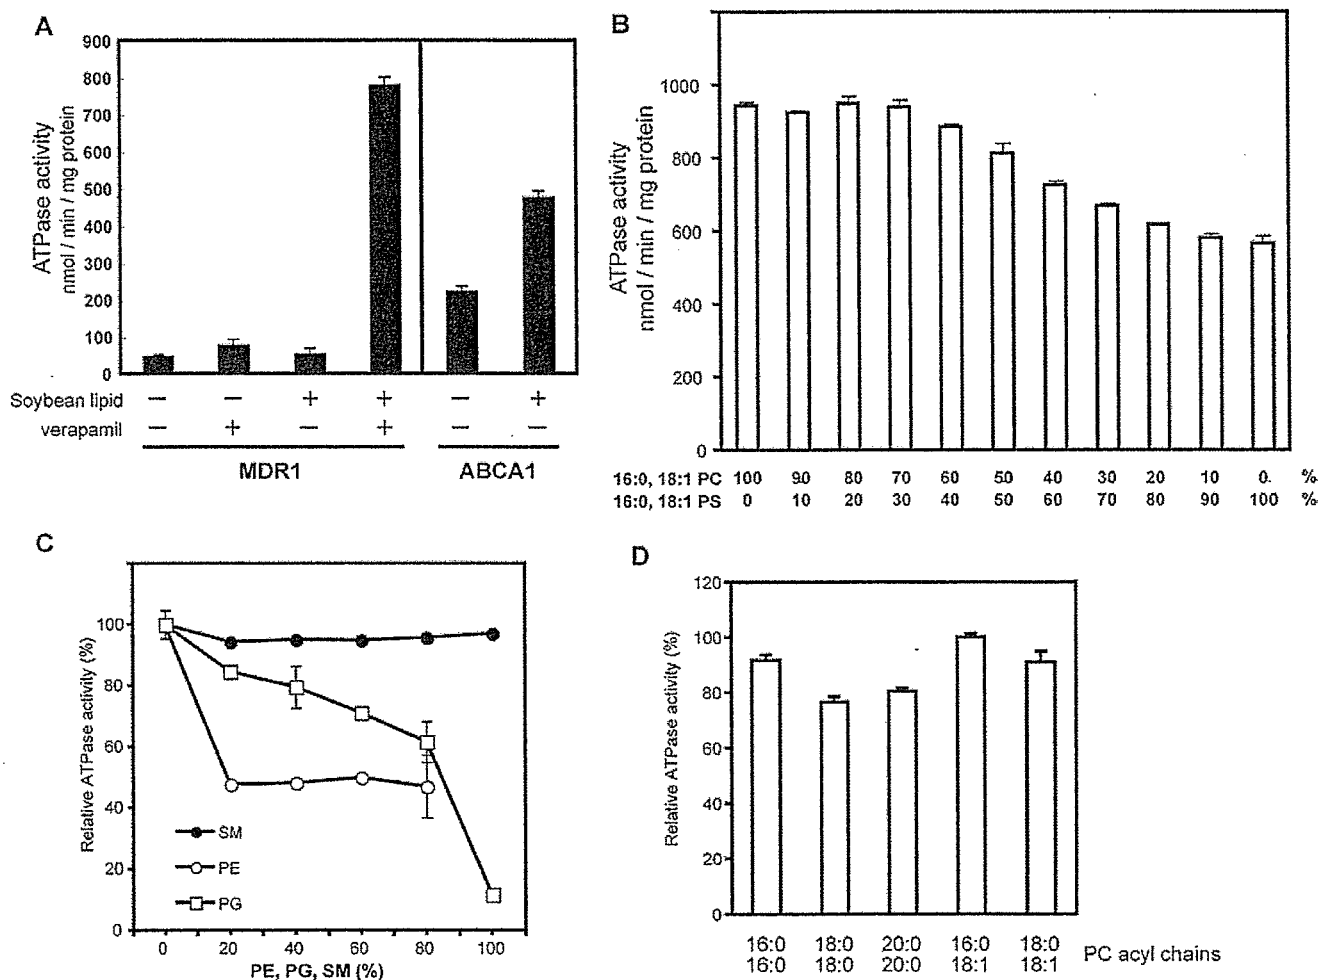 A
ATPase activity
nmol / min / mg protein
900
800
700
600
500
400
300
200
100
0
Soybean lipid − − + + − +
verapamil − + − + − −
MDR1 ABCA1
B
ATPase activity
nmol / min / mg protein
1000
800
600
400
200
0
16:0, 18:1 PC 100 90 80 70 60 50 40 30 20 10 0. %
16:0, 18:1 PS 0 10 20 30 40 50 60 70 80 90 100 %
C
Relative ATPase activity (%)
100
80
60
40
20
0
SM
PE
PG
0 20 40 60 80 100
PE, PG, SM (%)
D
Relative ATPase activity (%)
120
100
80
60
40
20
0
16:0 18:0 20:0 16:0 18:0
16:0 18:0 20:0 18:1 18:1
PC acyl chains